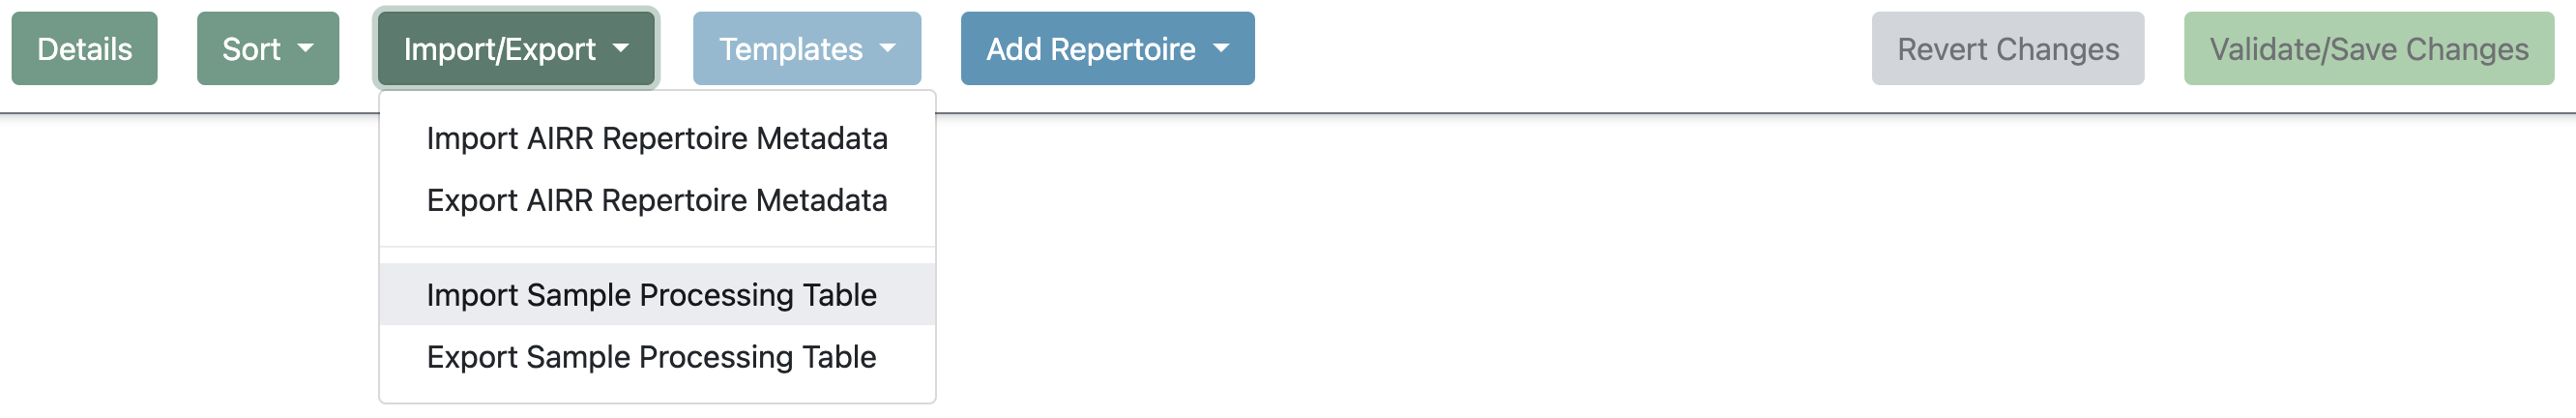 Details Sort Import/Export Templates Add Repertoire Revert Changes Validate/Save Changes
Import AIRR Repertoire Metadata
Export AIRR Repertoire Metadata
Import Sample Processing Table
Export Sample Processing Table